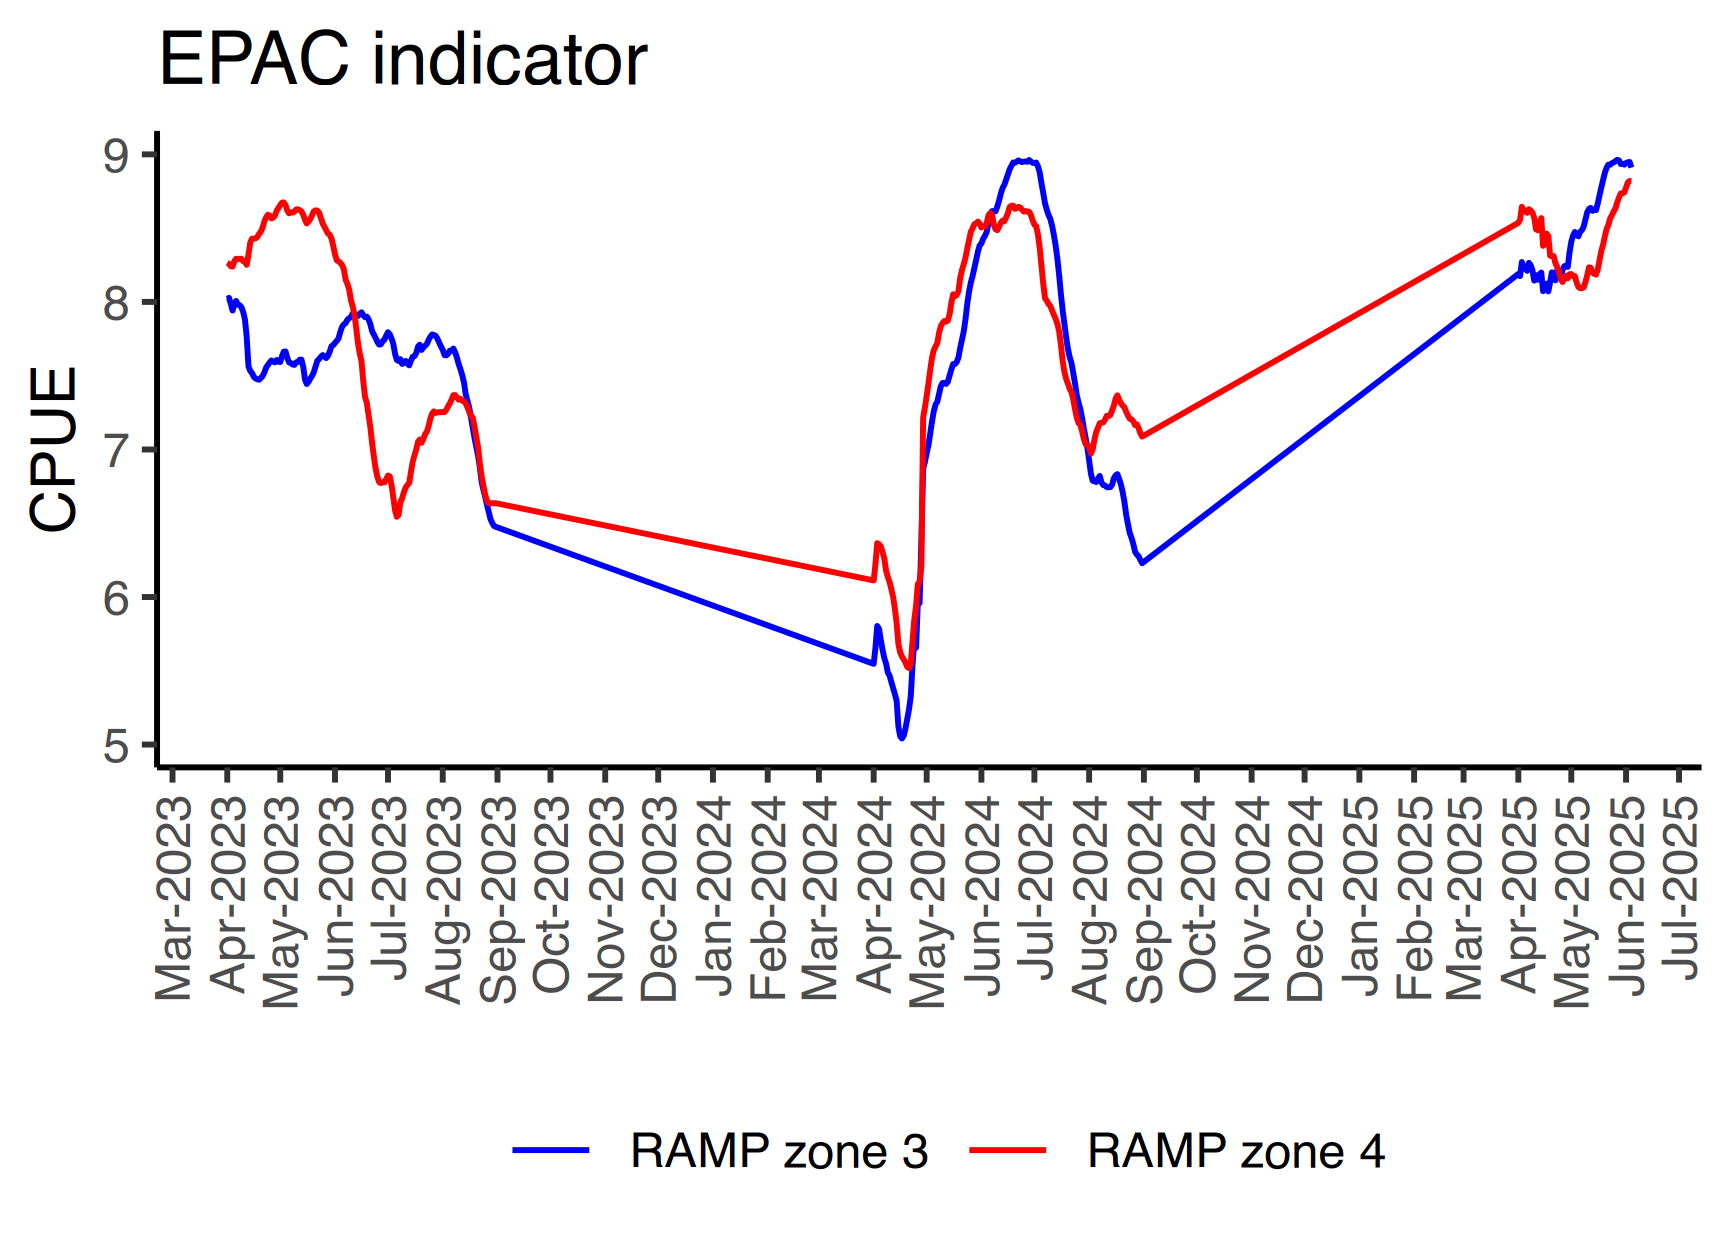 EPAC indicator
CPUE
9
8
7
6
5
Mar-2023
Apr-2023
May-2023
Jun-2023
Jul-2023
Aug-2023
Sep-2023
Oct-2023
Nov-2023
Dec-2023
Jan-2024
Feb-2024
Mar-2024
Apr-2024
May-2024
Jun-2024
Jul-2024
Aug-2024
Sep-2024
Oct-2024
Nov-2024
Dec-2024
Jan-2025
Feb-2025
Mar-2025
Apr-2025
May-2025
Jun-2025
Jul-2025
RAMP zone 3
RAMP zone 4